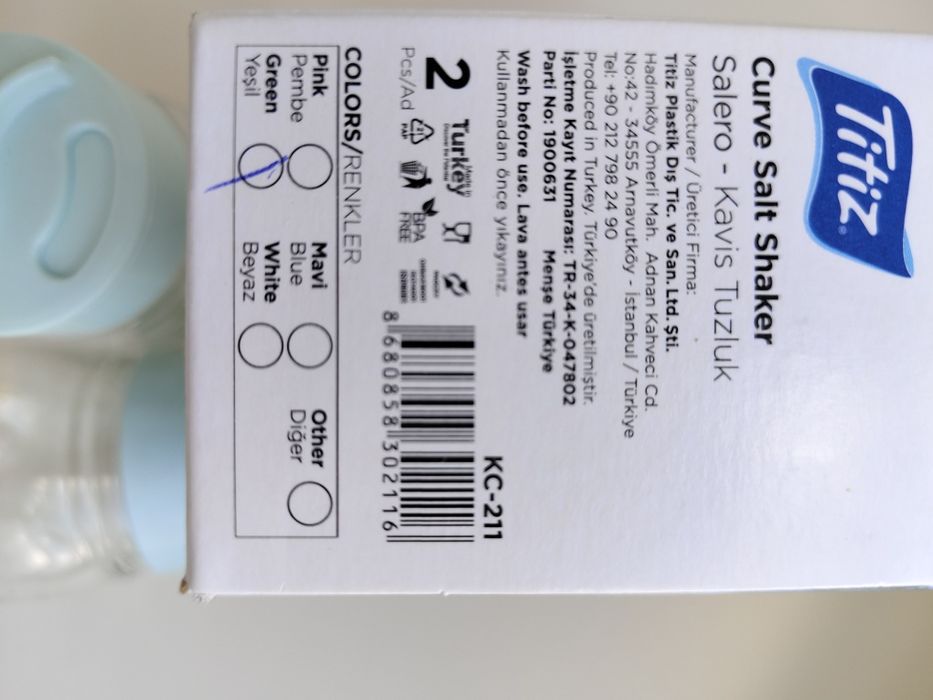 Titiz®
Curve Salt Shaker
Salero - Kavis Tuzluk
Manufacturer / Üretici Firma:
Titiz Plastik Dış Tic. ve San. Ltd. Şti.
Hadımköy Ömerli Mah. Adnan Kahveci Cd.
No:42 - 34555 Arnavutköy - İstanbul / Türkiye
Tel: +90 212 798 24 90
Produced in Turkey. Türkiye'de üretilmiştir.
İşletme Kayıt Numarası: TR-34-K-047802
Parti No: 1900631 Menşe Türkiye
Wash before use. Lava antes usar
Kullanmadan önce yıkayınız.
KC-211
2
Pcs/Ad
Made in
Turkey
PAP
BPA
FREE
8 680858 302116
COLORS/RENKLER
Pink
Pembe
Mavi
Blue
Other
Diğer
Green
Yeşil
White
Beyaz